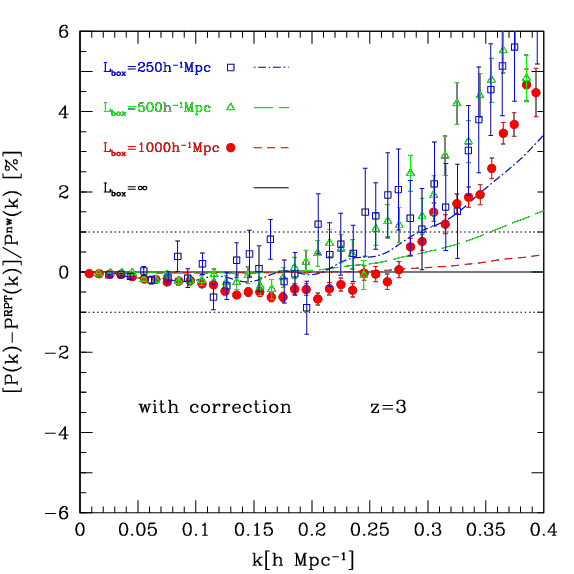 6
4
2
0
−2
−4
−6
[P(k)−Pᴿᴾᵀ(k)]/Pⁿʷ(k) [%]
L_box=250h⁻¹Mpc
L_box=500h⁻¹Mpc
L_box=1000h⁻¹Mpc
L_box=∞
with correction z=3
0 0.05 0.1 0.15 0.2 0.25 0.3 0.35 0.4
k[h Mpc⁻¹]